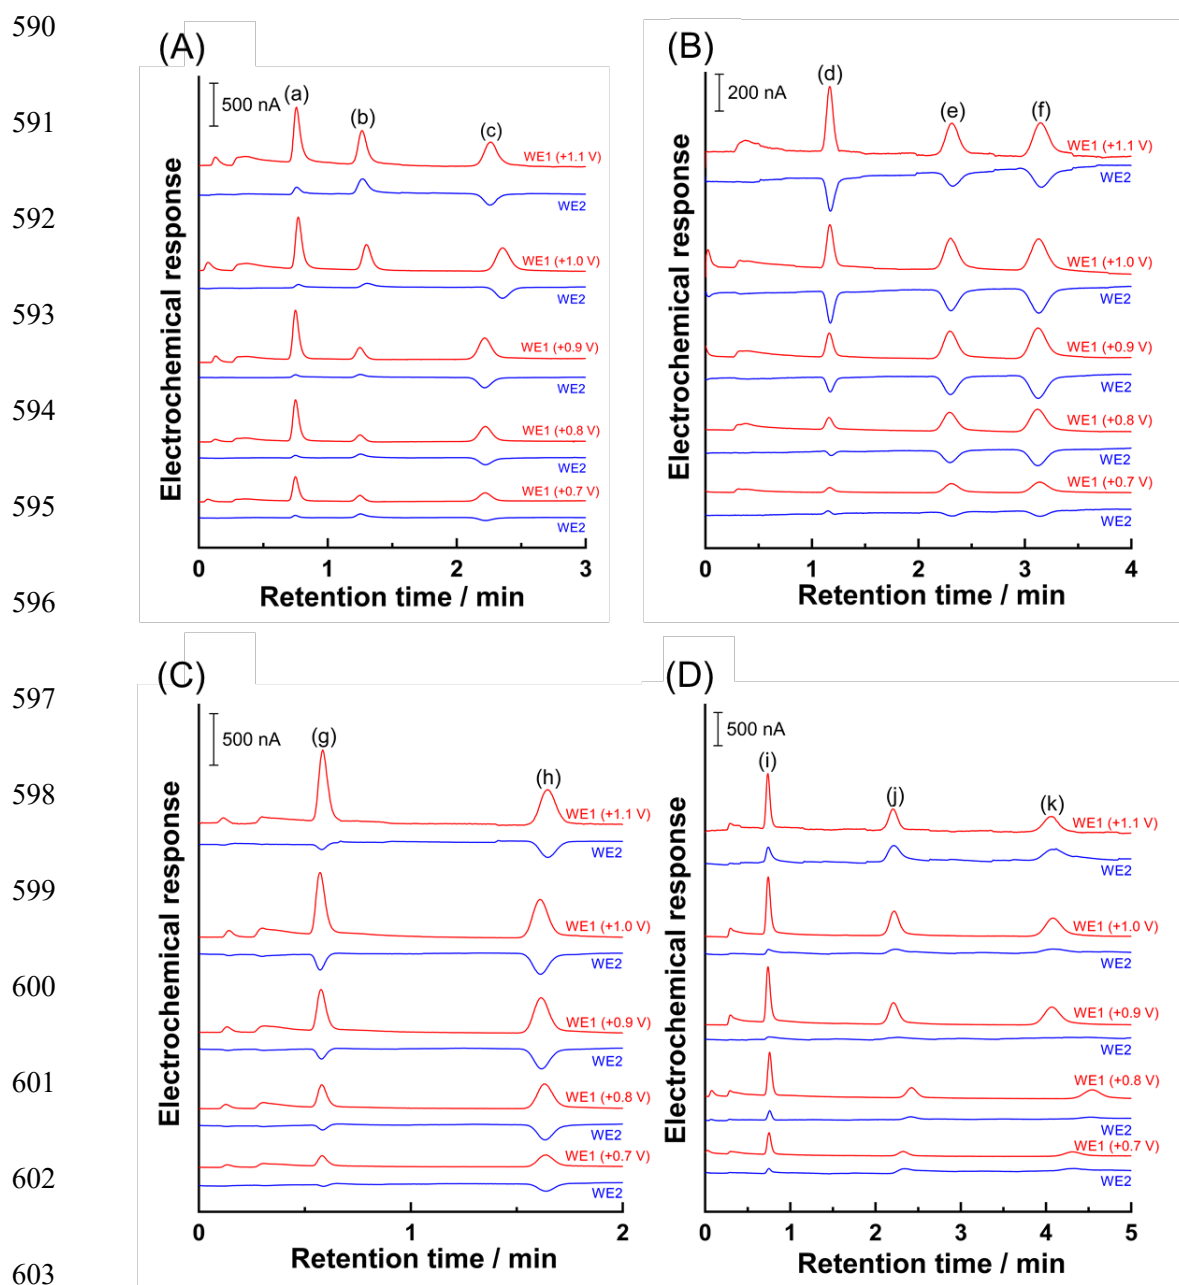 590
591
592
593
594
595
596
597
598
599
600
601
602
603
(A)
500 nA
(a)
(b)
(c)
WE1 (+1.1 V)
WE2
WE1 (+1.0 V)
WE2
WE1 (+0.9 V)
WE2
WE1 (+0.8 V)
WE2
WE1 (+0.7 V)
WE2
Electrochemical response
0 1 2 3
Retention time / min
(B)
200 nA
(d)
(e)
(f)
WE1 (+1.1 V)
WE2
WE1 (+1.0 V)
WE2
WE1 (+0.9 V)
WE2
WE1 (+0.8 V)
WE2
WE1 (+0.7 V)
WE2
Electrochemical response
0 1 2 3 4
Retention time / min
(C)
500 nA
(g)
(h)
WE1 (+1.1 V)
WE2
WE1 (+1.0 V)
WE2
WE1 (+0.9 V)
WE2
WE1 (+0.8 V)
WE2
WE1 (+0.7 V)
WE2
Electrochemical response
0 1 2
Retention time / min
(D)
500 nA
(i)
(j)
(k)
WE1 (+1.1 V)
WE2
WE1 (+1.0 V)
WE2
WE1 (+0.9 V)
WE2
WE1 (+0.8 V)
WE2
WE1 (+0.7 V)
WE2
Electrochemical response
0 1 2 3 4 5
Retention time / min